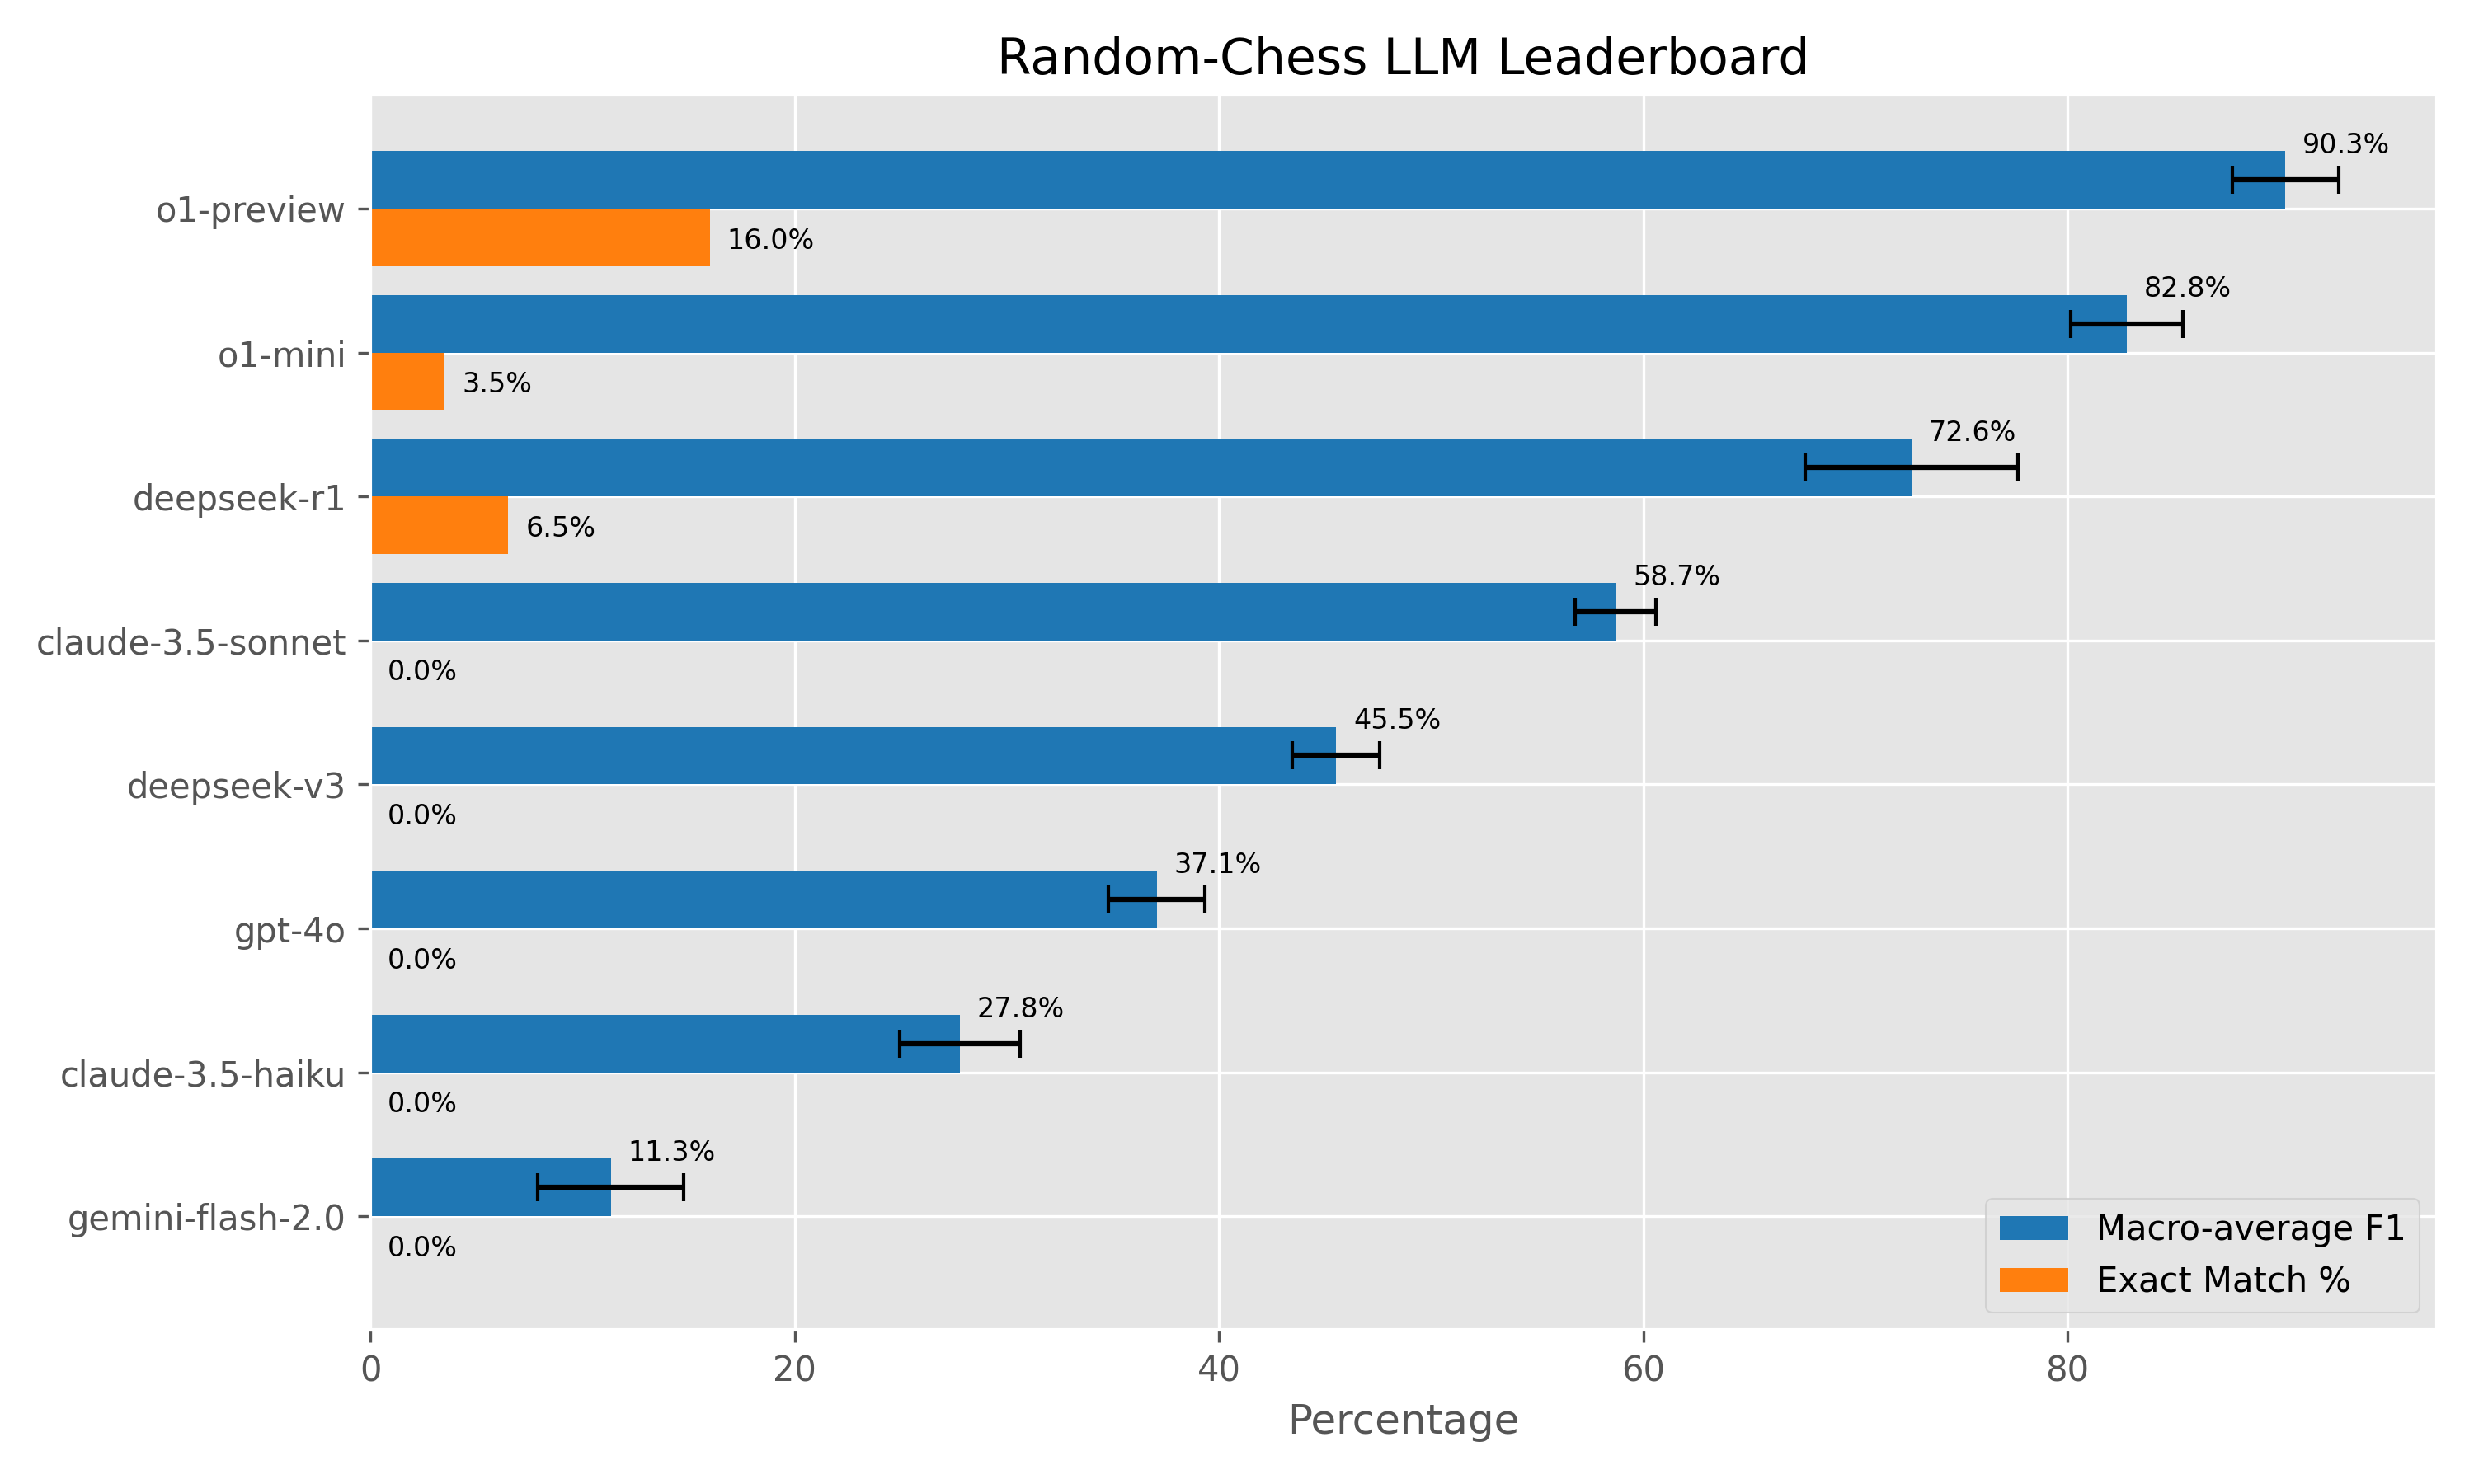 Random-Chess LLM Leaderboard
o1-preview
90.3%
16.0%
o1-mini
82.8%
3.5%
deepseek-r1
72.6%
6.5%
claude-3.5-sonnet
58.7%
0.0%
deepseek-v3
45.5%
0.0%
gpt-4o
37.1%
0.0%
claude-3.5-haiku
27.8%
0.0%
gemini-flash-2.0
11.3%
0.0%
Macro-average F1
Exact Match %
0 20 40 60 80
Percentage